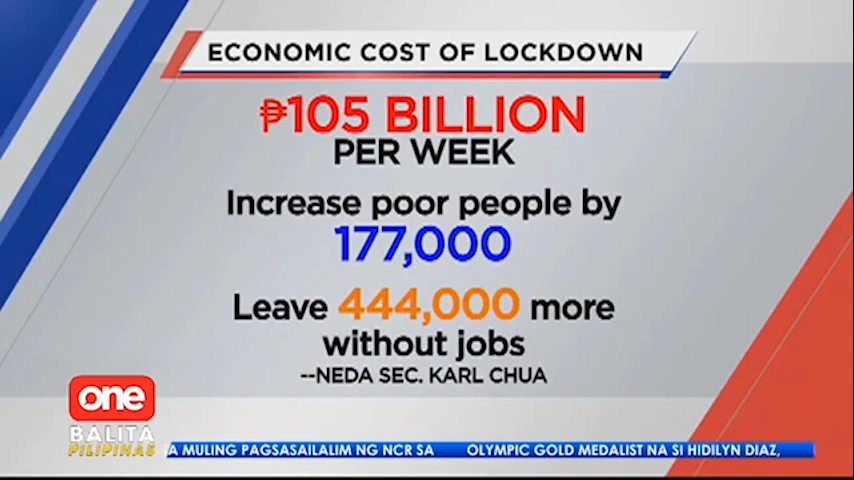 ECONOMIC COST OF LOCKDOWN
₱105 BILLION
PER WEEK
Increase poor people by
177,000
Leave 444,000 more
without jobs
--NEDA SEC. KARL CHUA
one
BALITA
PILIPINAS
A MULING PAGSASAILALIM NG NCR SA OLYMPIC GOLD MEDALIST NA SI HIDILYN DIAZ,